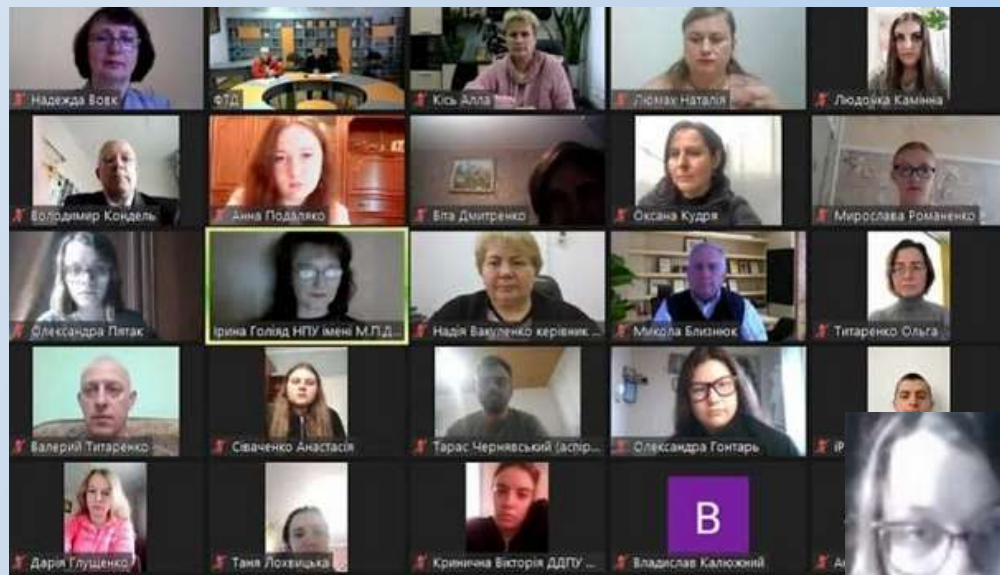 Надежда Вовк
ФТД
Кісь Алла
Люмах Наталія
Людочка Камінна
Володимир Кондель
Анна Подаляко
Віта Дмитренко
Оксана Кудря
Мирослава Романенко
Олександра Пятак
Ірина Голіяд НПУ імені М.П.Д...
Надія Вакуленко керівник ...
Микола Близнюк
Титаренко Ольга
Валерий Титаренко
Сіваченко Анастасія
Тарас Чернявський (аспір...
Олександра Гонтарь
Дарія Глущенко
Таня Лохвицька
Кринична Вікторія ДДПУ ...
В
Владислав Калюжний